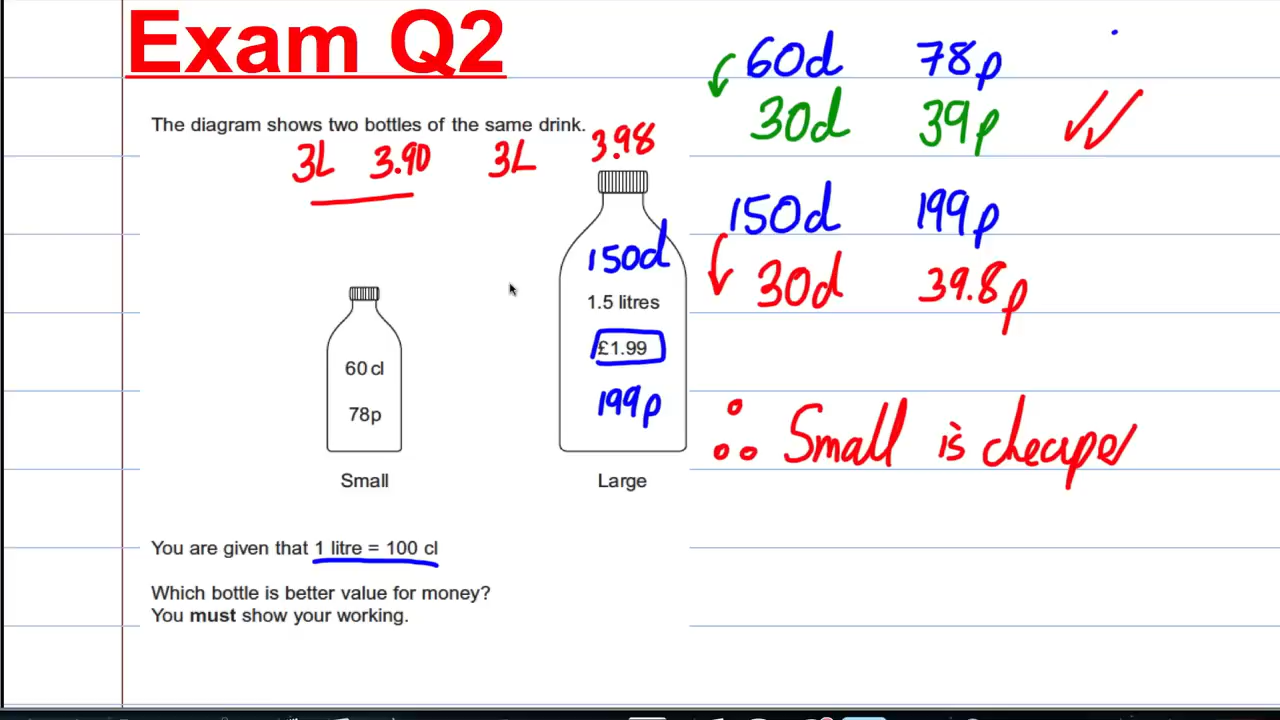 Exam Q2
The diagram shows two bottles of the same drink.
3L 3.90 3L 3.98
150cl
1.5 litres
£1.99
199p
60 cl
78p
Small
Large
You are given that 1 litre = 100 cl
Which bottle is better value for money?
You must show your working.
60cl 78p
30cl 39p
150cl 199p
30cl 39.8p
∴ Small is cheaper